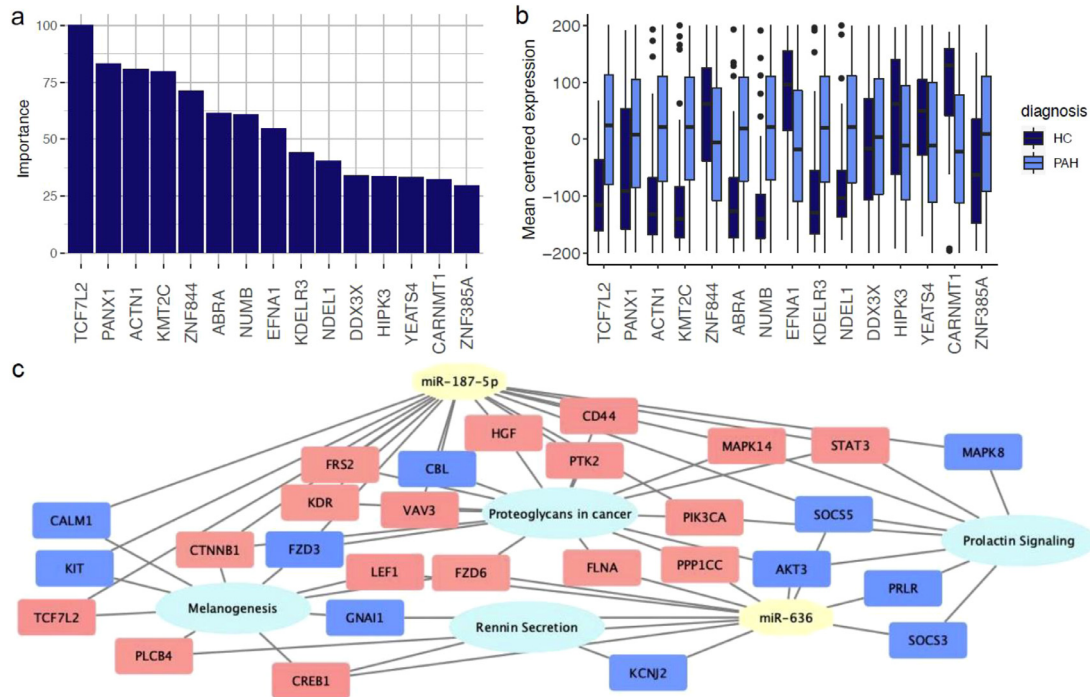 a
Importance
100
75
50
25
0
TCF7L2
PANX1
ACTN1
KMT2C
ZNF844
ABRA
NUMB
EFNA1
KDELR3
NDEL1
DDX3X
HIPK3
YEATS4
CARNMT1
ZNF385A
b
Mean centered expression
200
100
0
-100
-200
TCF7L2
PANX1
ACTN1
KMT2C
ZNF844
ABRA
NUMB
EFNA1
KDELR3
NDEL1
DDX3X
HIPK3
YEATS4
CARNMT1
ZNF385A
diagnosis
HC
PAH
c
miR-187-5p
CD44
HGF
MAPK14
STAT3
MAPK8
FRS2
CBL
PTK2
KDR
VAV3
Proteoglycans in cancer
PIK3CA
SOCS5
CALM1
CTNNB1
FZD3
Prolactin Signaling
KIT
LEF1
FZD6
FLNA
PPP1CC
AKT3
PRLR
TCF7L2
Melanogenesis
GNAI1
Rennin Secretion
miR-636
SOCS3
PLCB4
CREB1
KCNJ2